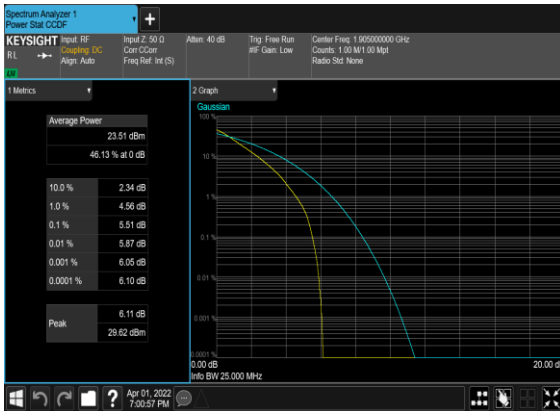 Spectrum Analyzer 1
Power Stat CCDF
+
KEYSIGHT
RL
LXI
Input: RF
Coupling: DC
Align: Auto
Input Z: 50 Ω
Corr CCorr
Freq Ref: Int (S)
Atten: 40 dB
Trig: Free Run
#IF Gain: Low
Center Freq: 1.905000000 GHz
Counts: 1.00 M/1.00 Mpt
Radio Std: None
1 Metrics
Average Power
23.51 dBm
46.13 % at 0 dB
10.0 % 2.34 dB
1.0 % 4.56 dB
0.1 % 5.51 dB
0.01 % 5.87 dB
0.001 % 6.05 dB
0.0001 % 6.10 dB
Peak
6.11 dB
29.62 dBm
2 Graph
Gaussian
100 %
10 %
1 %
0.1 %
0.01 %
0.001 %
0.0001 %
0.00 dB
20.00 d
Info BW 25.000 MHz
?
Apr 01, 2022
7:00:57 PM